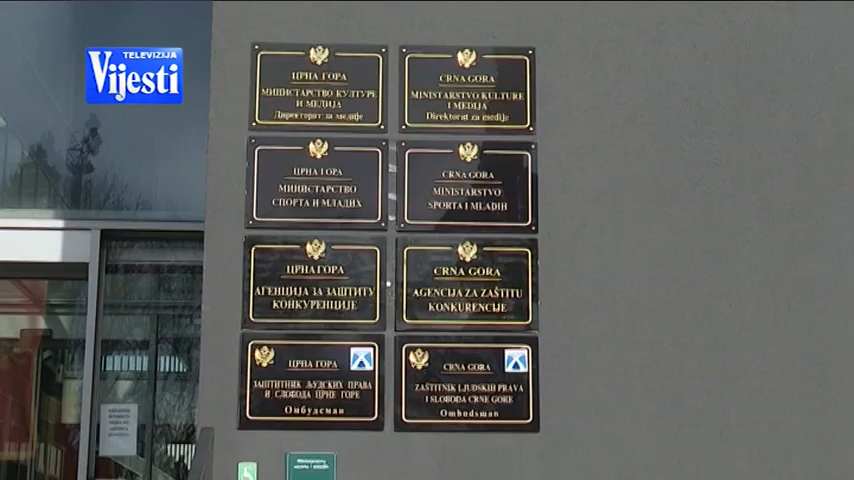 TELEVIZIJA
Vijesti
ЦРНА ГОРА
МИНИСТАРСТВО КУЛТУРЕ
И МЕДИЈА
Директорат за медије
CRNA GORA
MINISTARSTVO KULTURE
I MEDIJA
Direktorat za medije
ЦРНА ГОРА
МИНИСТАРСТВО
СПОРТА И МЛАДИХ
CRNA GORA
MINISTARSTVO
SPORTA I MLADIH
ЦРНА ГОРА
АГЕНЦИЈА ЗА ЗАШТИТУ
КОНКУРЕНЦИЈЕ
CRNA GORA
AGENCIJA ZA ZAŠTITU
KONKURENCIJE
ЦРНА ГОРА
ЗАШТИТНИК ЉУДСКИХ ПРАВА
И СЛОБОДА ЦРНЕ ГОРЕ
Омбудсман
CRNA GORA
ZAŠTITNIK LJUDSKIH PRAVA
I SLOBODA CRNE GORE
Ombudsman